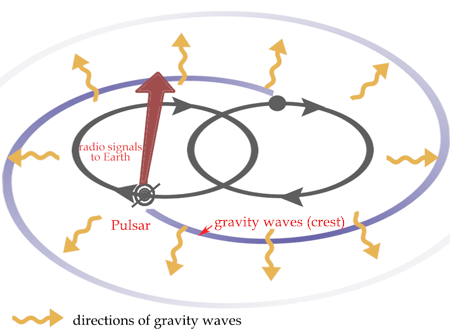 radio signals
to Earth
Pulsar
gravity waves (crest)
directions of gravity waves